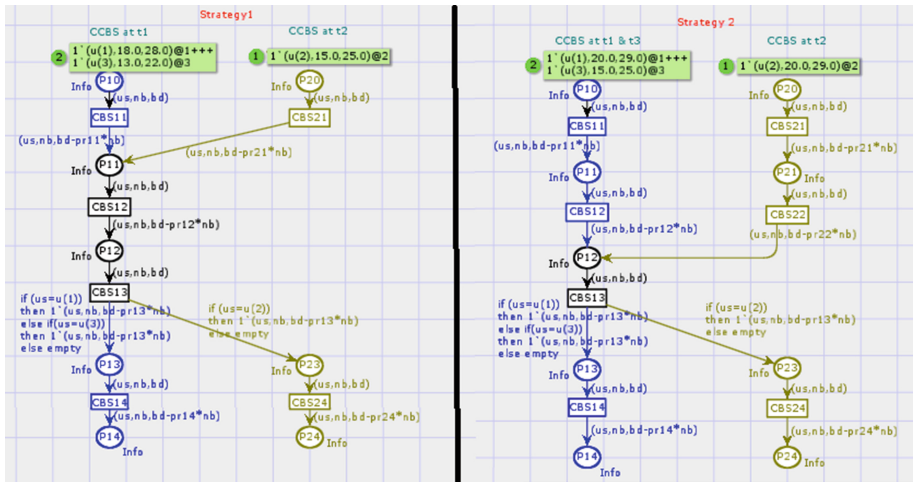 Strategy1
CCBS at t1
CCBS at t2
2
1`(u(1),18.0,28.0)@1+++
1`(u(3),13.0,22.0)@3
1
1`(u(2),15.0,25.0)@2
P10
Info
(us,nb,bd)
CBS11
(us,nb,bd-pr11*nb)
P20
Info
(us,nb,bd)
CBS21
(us,nb,bd-pr21*nb)
P11
Info
(us,nb,bd)
CBS12
(us,nb,bd-pr12*nb)
P12
Info
(us,nb,bd)
CBS13
if (us=u(1))
then 1`(us,nb,bd-pr13*nb)
else if(us=u(3))
then 1`(us,nb,bd-pr13*nb)
else empty
if (us=u(2))
then 1`(us,nb,bd-pr13*nb)
else empty
P13
Info
(us,nb,bd)
CBS14
(us,nb,bd-pr14*nb)
P14
Info
P23
Info
(us,nb,bd)
CBS24
(us,nb,bd-pr24*nb)
P24
Info
Strategy 2
CCBS at t1 & t3
CCBS at t2
2
1`(u(1),20.0,29.0)@1+++
1`(u(3),15.0,25.0)@3
1
1`(u(2),20.0,29.0)@2
P10
Info
(us,nb,bd)
CBS11
(us,nb,bd-pr11*nb)
P11
Info
(us,nb,bd)
CBS12
(us,nb,bd-pr12*nb)
P20
Info
(us,nb,bd)
CBS21
(us,nb,bd-pr21*nb)
P21
Info
(us,nb,bd)
CBS22
(us,nb,bd-pr22*nb)
P12
Info
(us,nb,bd)
CBS13
if (us=u(1))
then 1`(us,nb,bd-pr13*nb)
else if(us=u(3))
then 1`(us,nb,bd-pr13*nb)
else empty
if (us=u(2))
then 1`(us,nb,bd-pr13*nb)
else empty
P13
Info
(us,nb,bd)
CBS14
(us,nb,bd-pr14*nb)
P14
Info
P23
Info
(us,nb,bd)
CBS24
(us,nb,bd-pr24*nb)
P24
Info